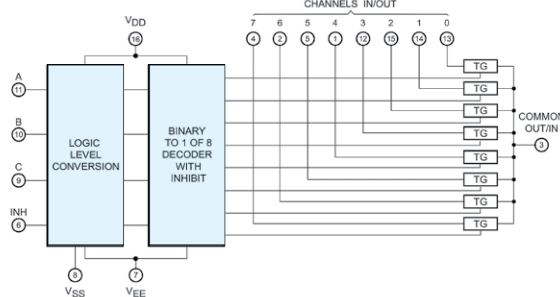 CHANNELS IN/OUT
7 6 5 4 3 2 1 0
4 2 5 1 12 15 14 13
VDD
16
A
11
B
10
C
9
INH
6
LOGIC
LEVEL
CONVERSION
BINARY
TO 1 OF 8
DECODER
WITH
INHIBIT
TG
TG
TG
TG
TG
TG
TG
TG
COMMON
OUT/IN
3
8
VSS
7
VEE